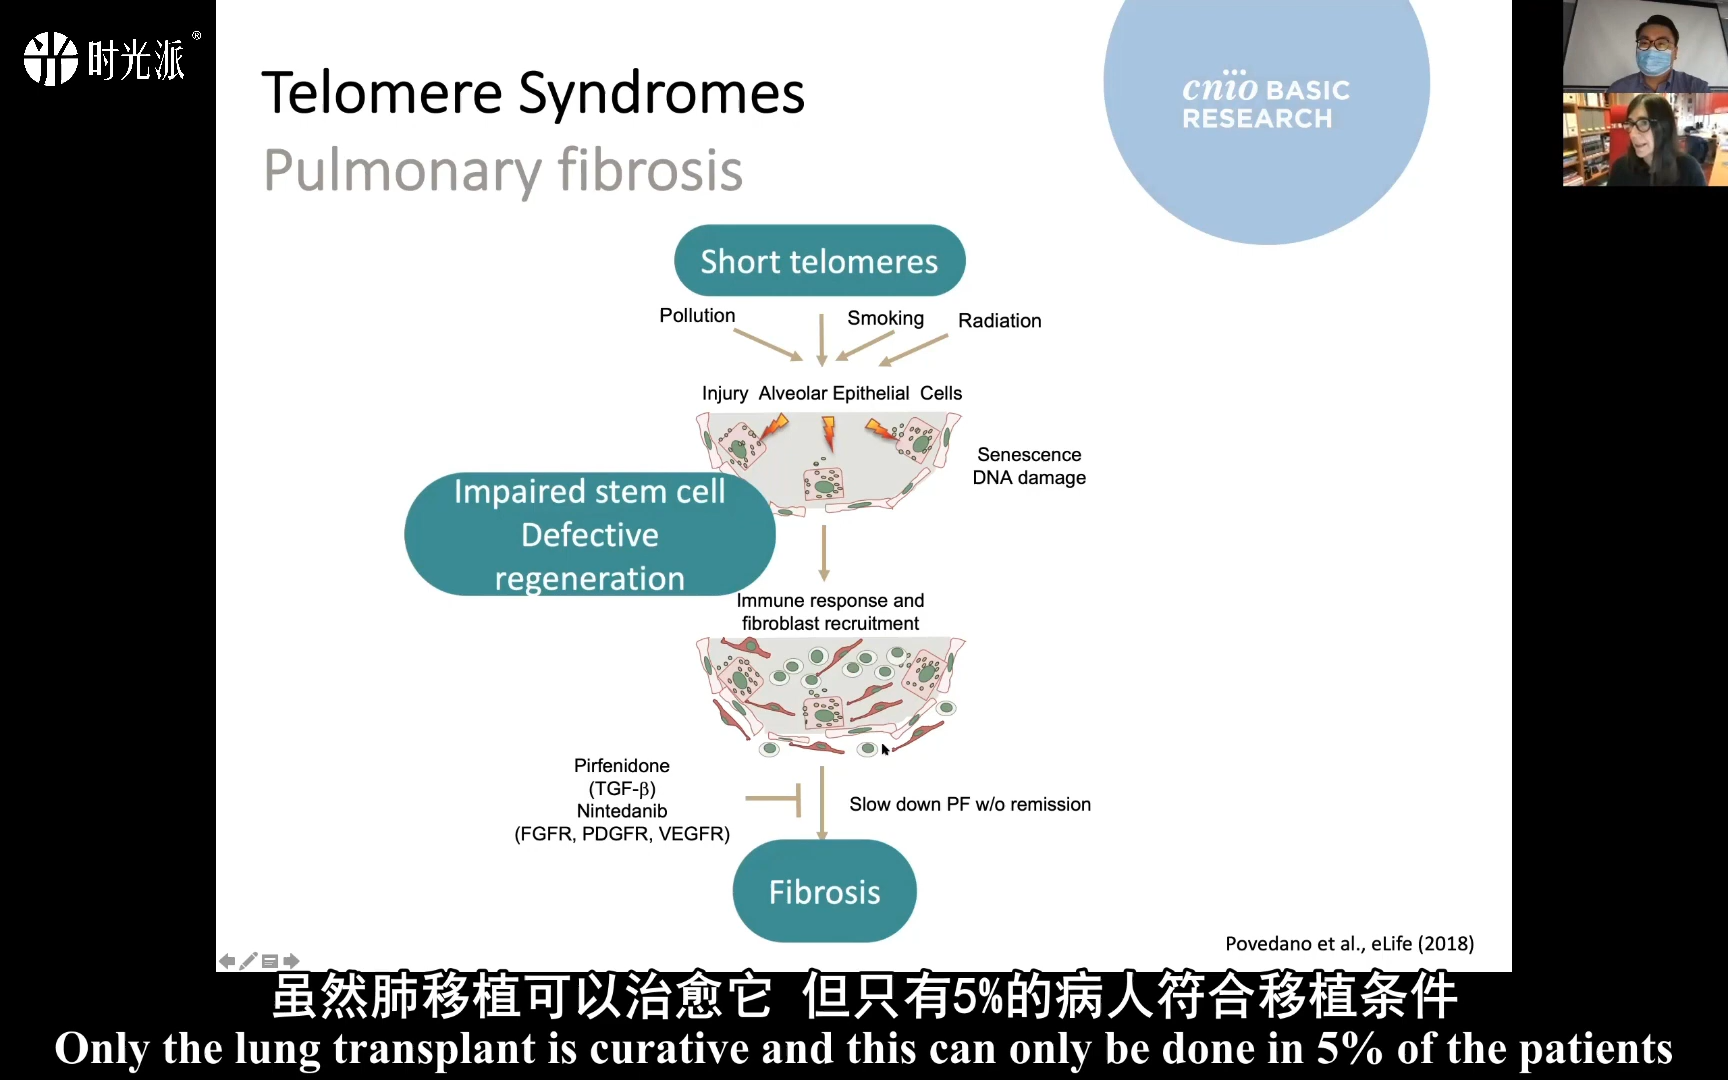 时光派®
Telomere Syndromes
Pulmonary fibrosis
cnio BASIC
RESEARCH
Short telomeres
Pollution
Smoking
Radiation
Injury Alveolar Epithelial Cells
Senescence
DNA damage
Impaired stem cell
Defective
regeneration
Immune response and
fibroblast recruitment
Pirfenidone
(TGF-β)
Nintedanib
(FGFR, PDGFR, VEGFR)
Slow down PF w/o remission
Fibrosis
Povedano et al., eLife (2018)
虽然肺移植可以治愈它 但只有5%的病人符合移植条件
Only the lung transplant is curative and this can only be done in 5% of the patients